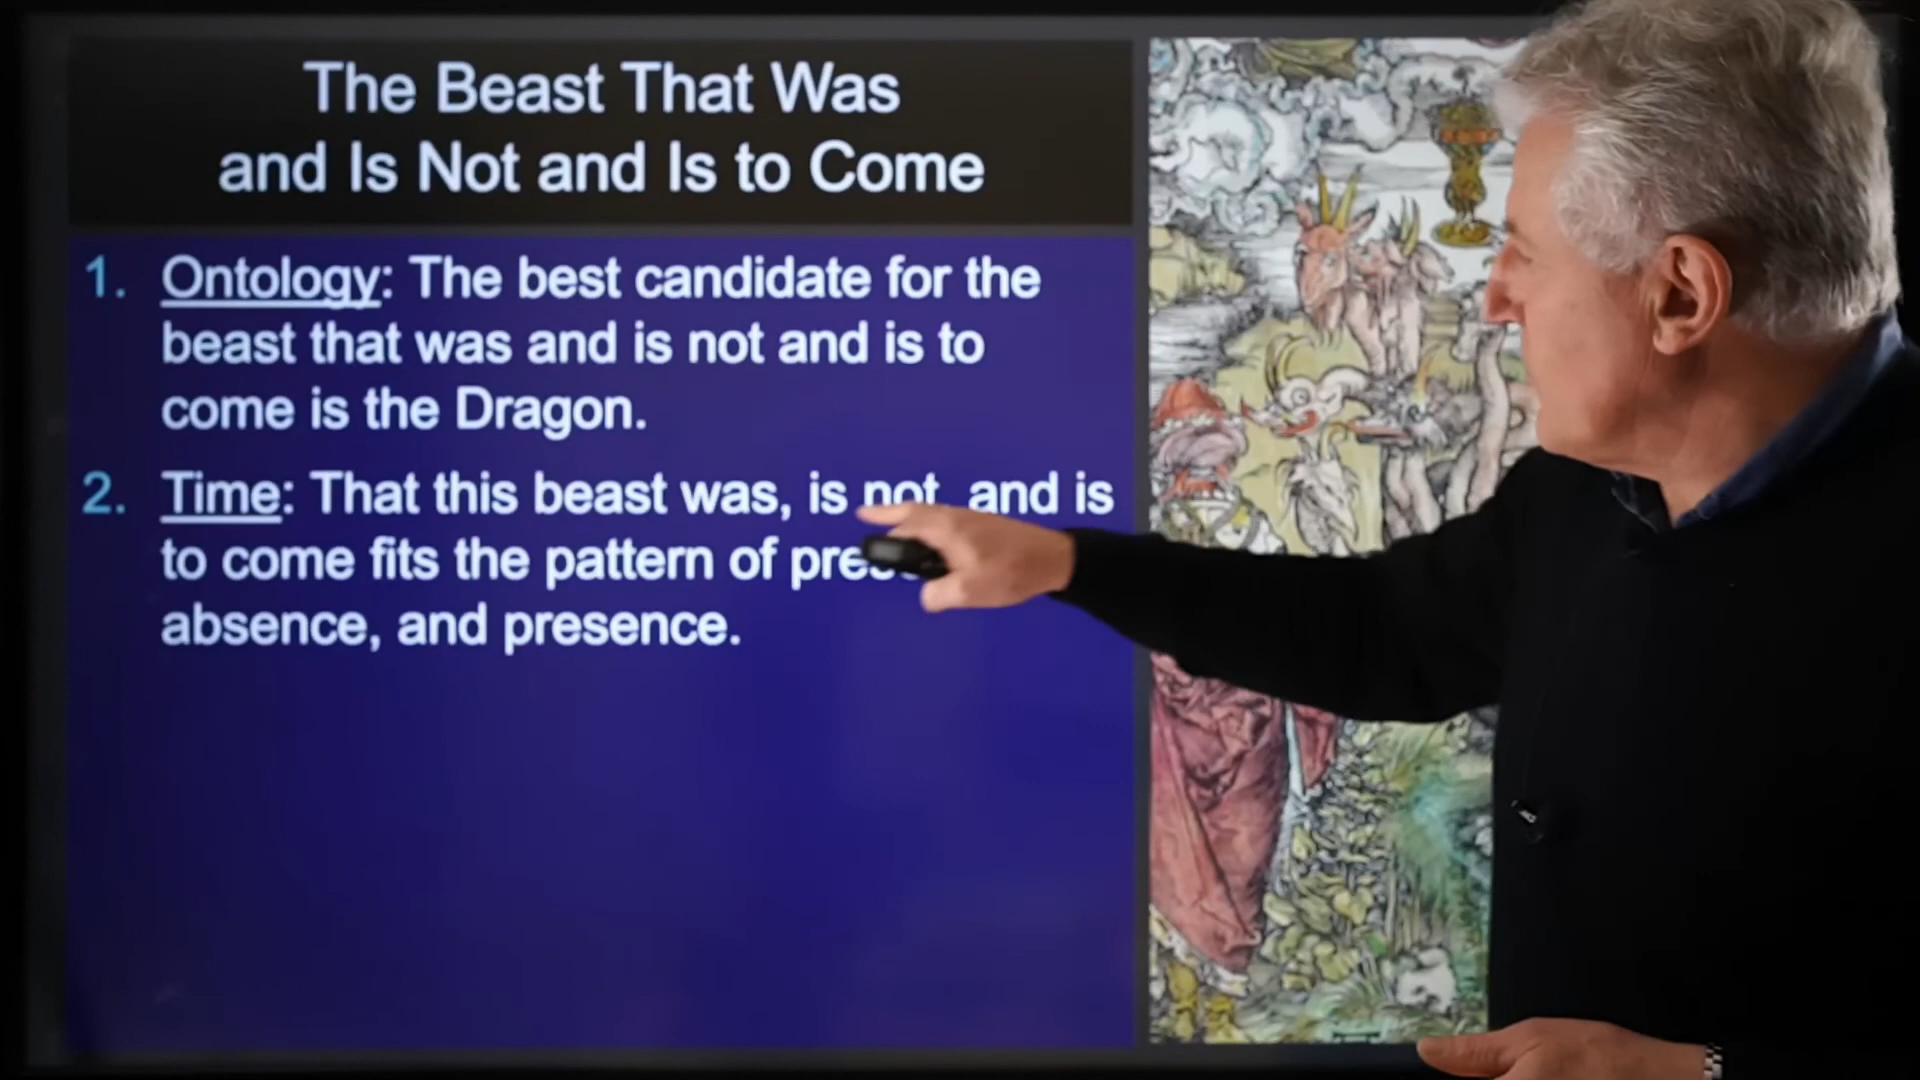 The Beast That Was
and Is Not and Is to Come
1. Ontology: The best candidate for the
beast that was and is not and is to
come is the Dragon.
2. Time: That this beast was, is not, and is
to come fits the pattern of
absence, and presence.